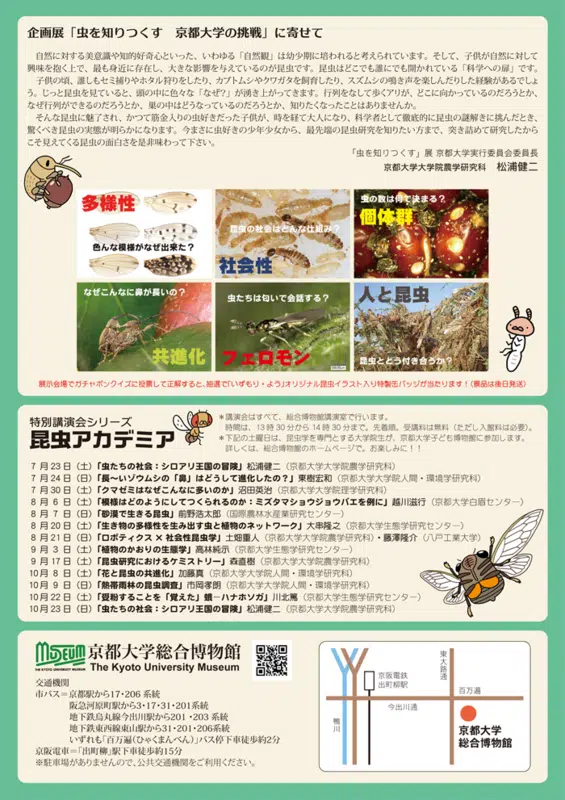 企画展「虫を知りつくす　京都大学の挑戦」に寄せて
自然に対する美意識や知的好奇心といった、いわゆる「自然観」は幼少期に培われると考えられています。そして、子供が自然に対して
興味を抱く上で、最も身近に存在し、大きな影響を与えているのが昆虫です。昆虫はどこでも誰にでも開かれている「科学への扉」です。
子供の頃、誰しもセミ捕りやホタル狩りをしたり、カブトムシやクワガタを飼育したり、スズムシの鳴き声を楽しんだりした経験があるでしょ
う。じっと昆虫を見ていると、頭の中に色々な「なぜ?」が湧き上がってきます。行列をなして歩くアリが、どこに向かっているのだろうとか、
なぜ行列ができるのだろうとか、巣の中はどうなっているのだろうとか、知りたくなったことはありませんか。
そんな昆虫に魅了され、かつて筋金入りの虫好きだった子供が、時を経て大人になり、科学者として徹底的に昆虫の謎解きに挑んだとき、
驚くべき昆虫の実態が明らかになります。今まさに虫好きの少年少女から、最先端の昆虫研究を知りたい方まで、突き詰めて研究したから
こそ見えてくる昆虫の面白さを是非味わって下さい。
「虫を知りつくす」展 京都大学実行委員会委員長
京都大学大学院農学研究科　松浦健二
多様性
色んな模様がなぜ出来た?
昆虫の社会はどんな仕組み?
社会性
虫の数は何で決まる?
個体群
なぜこんなに鼻が長いの?
共進化
虫たちは匂いで会話する?
フェロモン
人と昆虫
昆虫とどう付き合うか?
展示会場でガチャポンクイズに投票して正解すると、抽選で「いずもり・よう」オリジナル昆虫イラスト入り特製缶バッジが当たります!(景品は後日発送)
特別講演会シリーズ
昆虫アカデミア
＊講演会はすべて、総合博物館講演室で行います。
時間は、13時30分から14時30分まで。先着順。受講料は無料(ただし入館料は必要)。
＊下記の土曜日は、昆虫学を専門とする大学院生が、京都大学子ども博物館に参加します。
詳しくは、総合博物館のホームページで。お楽しみに!!
7月23日(土)「虫たちの社会：シロアリ王国の冒険」松浦健二(京都大学大学院農学研究科)
7月24日(日)「長〜いゾウムシの「鼻」はどうして進化したの?」東樹宏和(京都大学大学院人間・環境学研究科)
7月30日(土)「クマゼミはなぜこんなに多いのか」沼田英治(京都大学大学院理学研究科)
8月6日(土)「模様はどのようにしてつくられるのか：ミズタマショウジョウバエを例に」越川滋行(京都大学白眉センター)
8月7日(日)「砂漠で生きる昆虫」前野浩太郎(国際農林水産業研究センター)
8月20日(土)「生き物の多様性を生み出す虫と植物のネットワーク」大串隆之(京都大学生態学研究センター)
8月21日(日)「ロボティクス×社会性昆虫学」土畑重人(京都大学大学院農学研究科)・藤澤隆介(八戸工業大学)
9月3日(土)「植物のかおりの生態学」高林純示(京都大学生態学研究センター)
9月17日(土)「昆虫研究におけるケミストリー」森直樹(京都大学大学院農学研究科)
10月8日(土)「花と昆虫の共進化」加藤真(京都大学大学院人間・環境学研究科)
10月9日(日)「熱帯雨林の昆虫調査」市岡孝朗(京都大学大学院人間・環境学研究科)
10月22日(土)「受粉することを「覚えた」蛾―ハナホソガ」川北篤(京都大学生態学研究センター)
10月23日(日)「虫たちの社会：シロアリ王国の冒険」松浦健二(京都大学大学院農学研究科)
MUSEUM
THE KYOTO UNIVERSITY MUSEUM
京都大学総合博物館
The Kyoto University Museum
交通機関
市バス＝京都駅から17・206系統
阪急河原町駅から3・17・31・201系統
地下鉄烏丸線今出川駅から201・203系統
地下鉄東西線東山駅から31・201・206系統
いずれも「百万遍(ひゃくまんべん)」バス停下車徒歩約2分
京阪電車＝「出町柳」駅下車徒歩約15分
※駐車場がありませんので、公共交通機関をご利用ください。
京阪電鉄
出町柳駅
東大路通
百万遍
今出川通
鴨川
京都大学
総合博物館